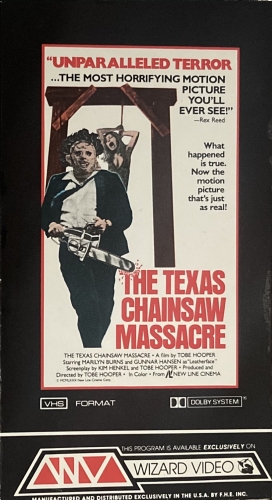 "UNPARALLELED TERROR
...THE MOST HORRIFYING MOTION
PICTURE
YOU'LL
EVER SEE!"
—Rex Reed
What
happened
is true.
Now the
motion
picture
that's just
as real!
THE TEXAS
CHAINSAW
MASSACRE
THE TEXAS CHAINSAW MASSACRE • A film by TOBE HOOPER
Starring MARILYN BURNS and GUNNAR HANSEN as "Leatherface"
Screenplay by KIM HENKEL and TOBE HOOPER • Produced and
Directed by TOBE HOOPER • In Color • From NEW LINE CINEMA
New Line Cinema Corp.
VHS FORMAT DOLBY SYSTEM
THIS PROGRAM IS AVAILABLE EXCLUSIVELY ON
WIZARD VIDEO
MANUFACTURED AND DISTRIBUTED EXCLUSIVELY IN THE U.S.A. BY F.H.E. INC.